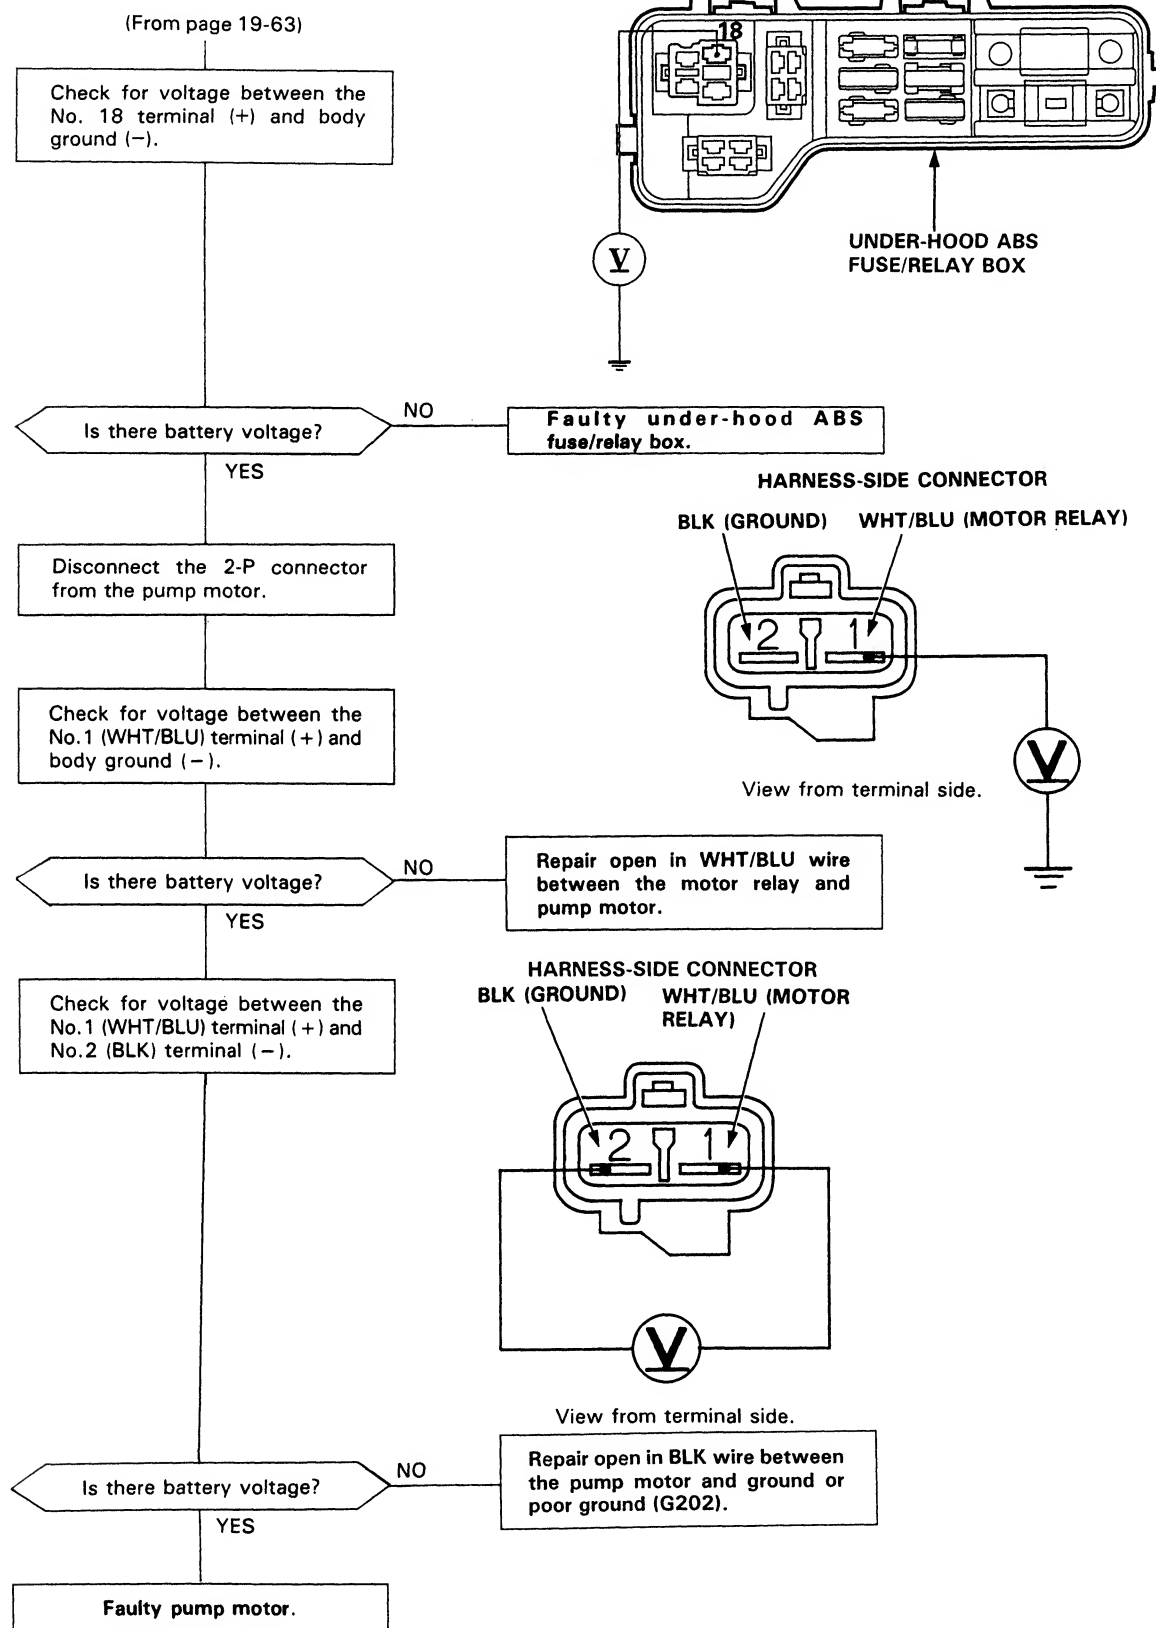 (From page 19-63)
Check for voltage between the
No. 18 terminal (+) and body
ground (−).
18
V
UNDER-HOOD ABS
FUSE/RELAY BOX
Is there battery voltage?
NO
Faulty under-hood ABS
fuse/relay box.
YES
HARNESS-SIDE CONNECTOR
BLK (GROUND)
WHT/BLU (MOTOR RELAY)
Disconnect the 2-P connector
from the pump motor.
2
1
Check for voltage between the
No.1 (WHT/BLU) terminal (+) and
body ground (−).
V
View from terminal side.
Is there battery voltage?
NO
Repair open in WHT/BLU wire
between the motor relay and
pump motor.
YES
HARNESS-SIDE CONNECTOR
BLK (GROUND)
WHT/BLU (MOTOR
RELAY)
Check for voltage between the
No.1 (WHT/BLU) terminal (+) and
No.2 (BLK) terminal (−).
2
1
V
View from terminal side.
Is there battery voltage?
NO
Repair open in BLK wire between
the pump motor and ground or
poor ground (G202).
YES
Faulty pump motor.